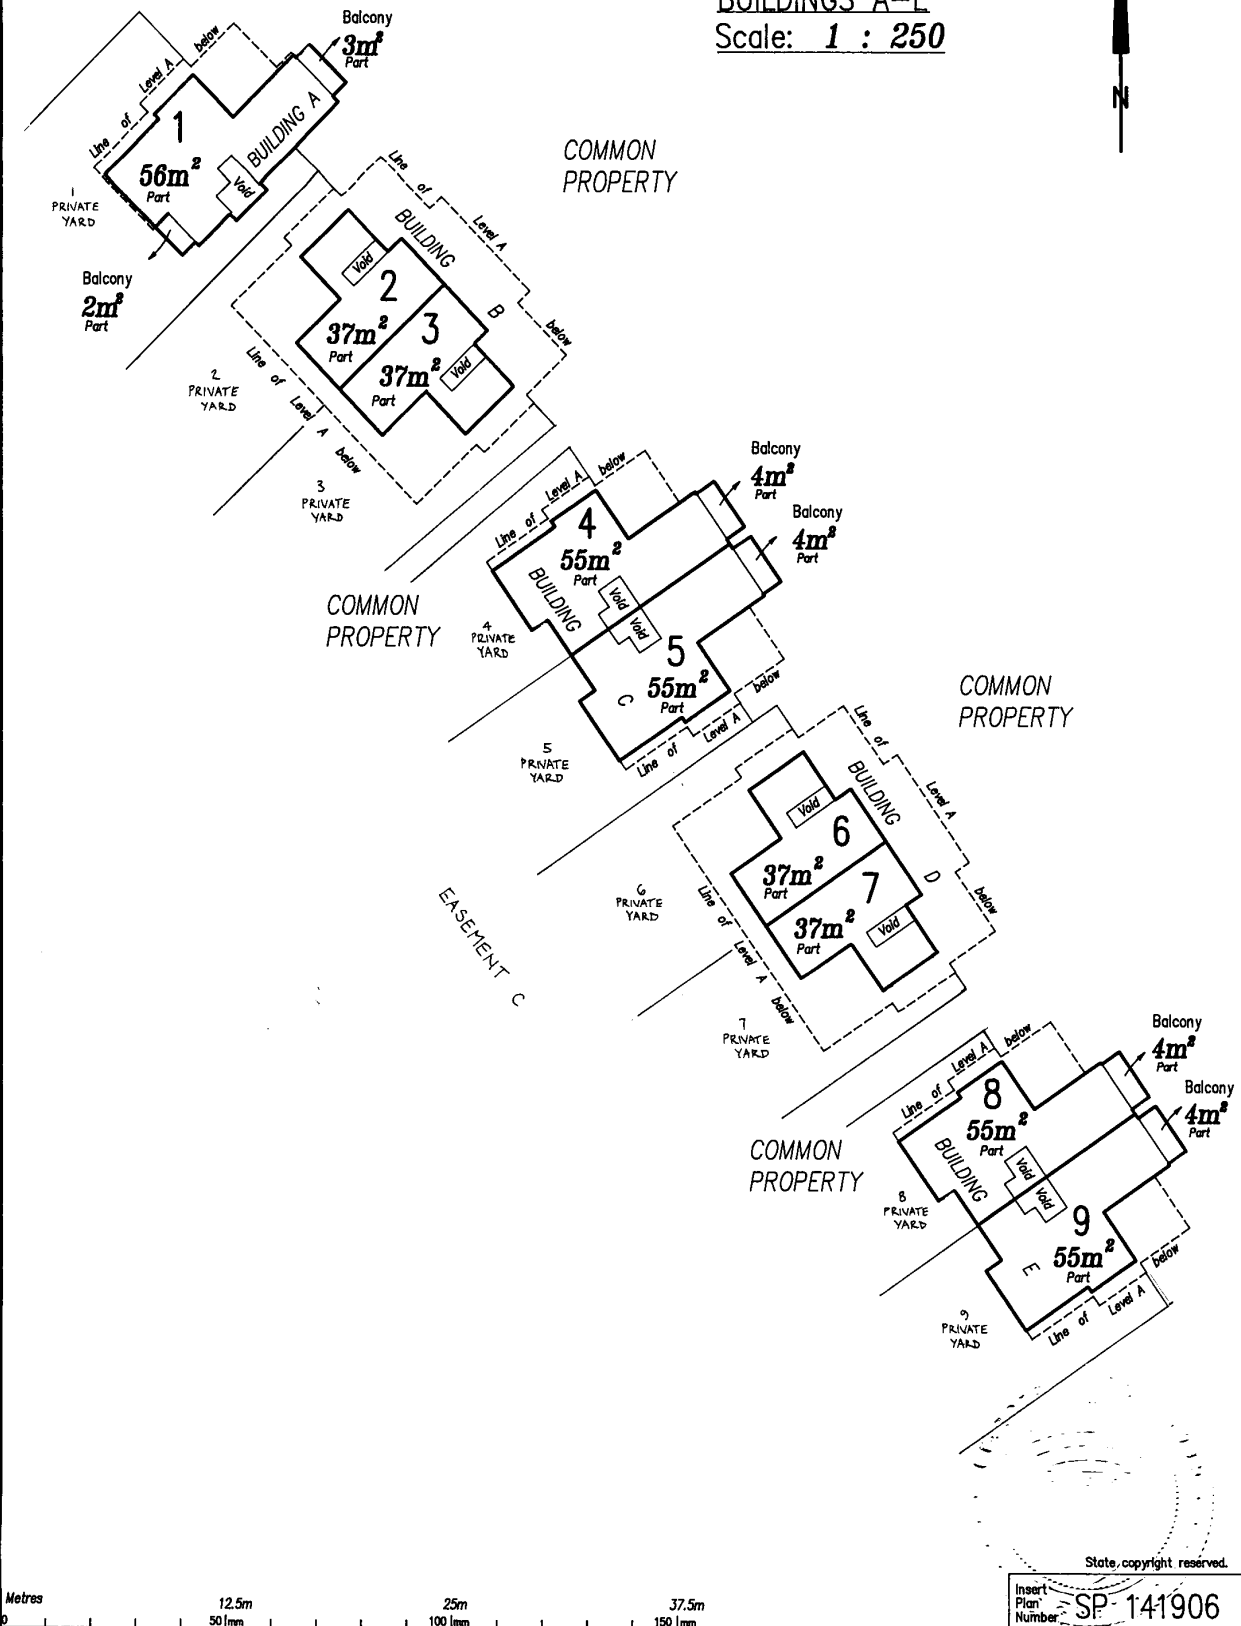 BUILDINGS A-E
Scale: 1 : 250
N
Balcony
3m²
Part
Line of Level A below
1
BUILDING A
56m²
Part
Void
1
PRIVATE
YARD
Balcony
2m²
Part
COMMON
PROPERTY
Line of Level A below
BUILDING B
Void
2
37m²
Part
3
37m²
Part
Void
2
PRIVATE
YARD
Line of Level A below
3
PRIVATE
YARD
Balcony
4m²
Part
Balcony
4m²
Part
Line of Level A below
4
55m²
Part
BUILDING C
Void
Void
COMMON
PROPERTY
4
PRIVATE
YARD
5
55m²
Part
5
PRIVATE
YARD
Line of Level A below
COMMON
PROPERTY
Line of Level A below
BUILDING D
Void
6
37m²
Part
7
37m²
Part
Void
6
PRIVATE
YARD
Line of Level A below
EASEMENT C
7
PRIVATE
YARD
Balcony
4m²
Part
Balcony
4m²
Part
Line of Level A below
8
55m²
Part
BUILDING E
Void
Void
COMMON
PROPERTY
8
PRIVATE
YARD
9
55m²
Part
9
PRIVATE
YARD
Line of Level A below
State copyright reserved.
Metres 12.5m 25m 37.5m
0 50mm 100mm 150mm
Insert
Plan
Number
SP 141906